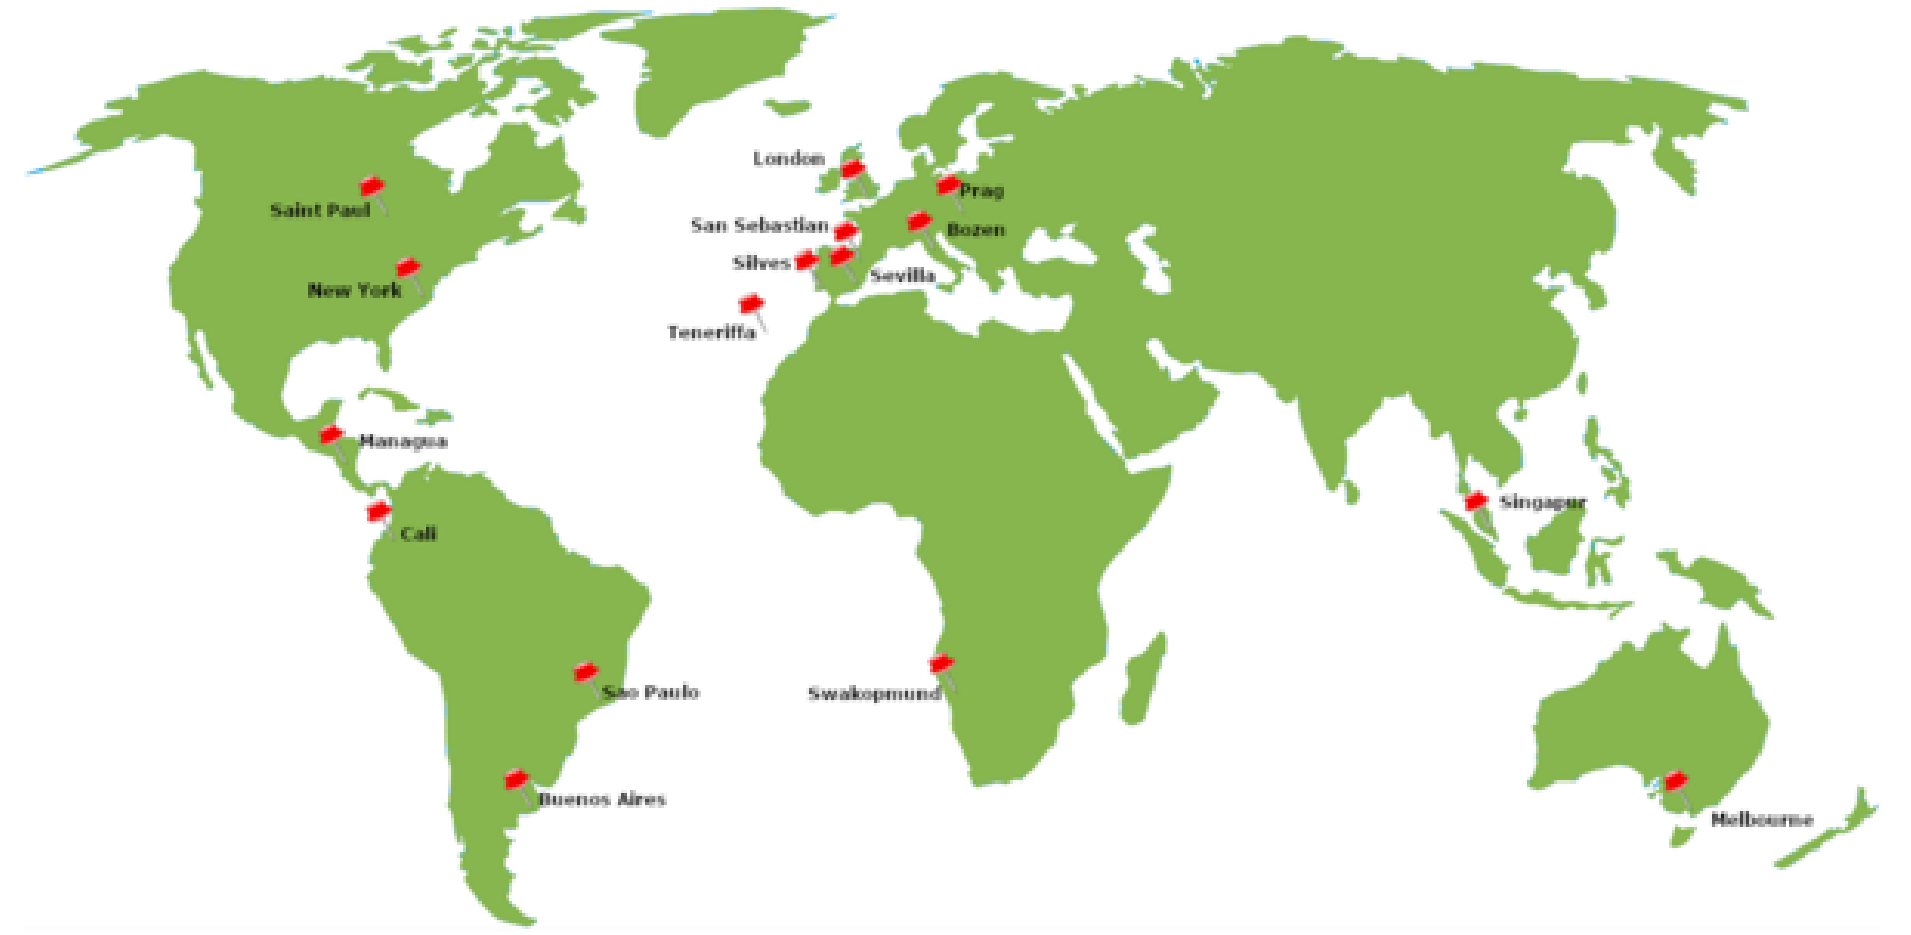 London
Prag
Saint Paul
San Sebastian
Bozen
Silves
Sevilla
New York
Teneriffa
Managua
Singapur
Cali
Sao Paulo
Swakopmund
Buenos Aires
Melbourne